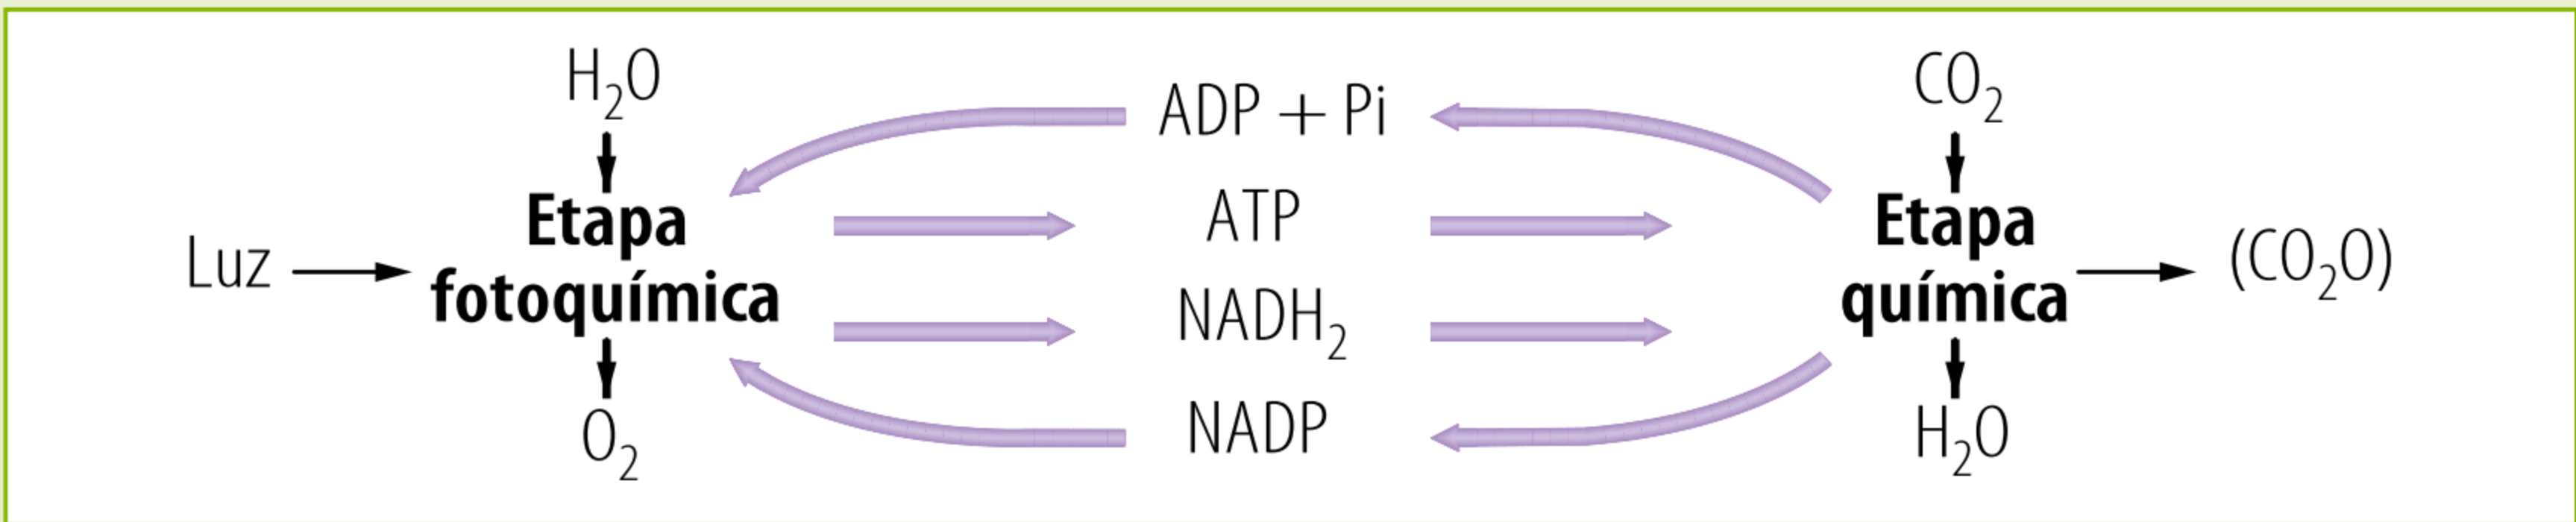 H₂O
Luz
Etapa
fotoquímica
O₂
ADP + Pi
ATP
NADH₂
NADP
CO₂
Etapa
química
H₂O
(CO₂O)